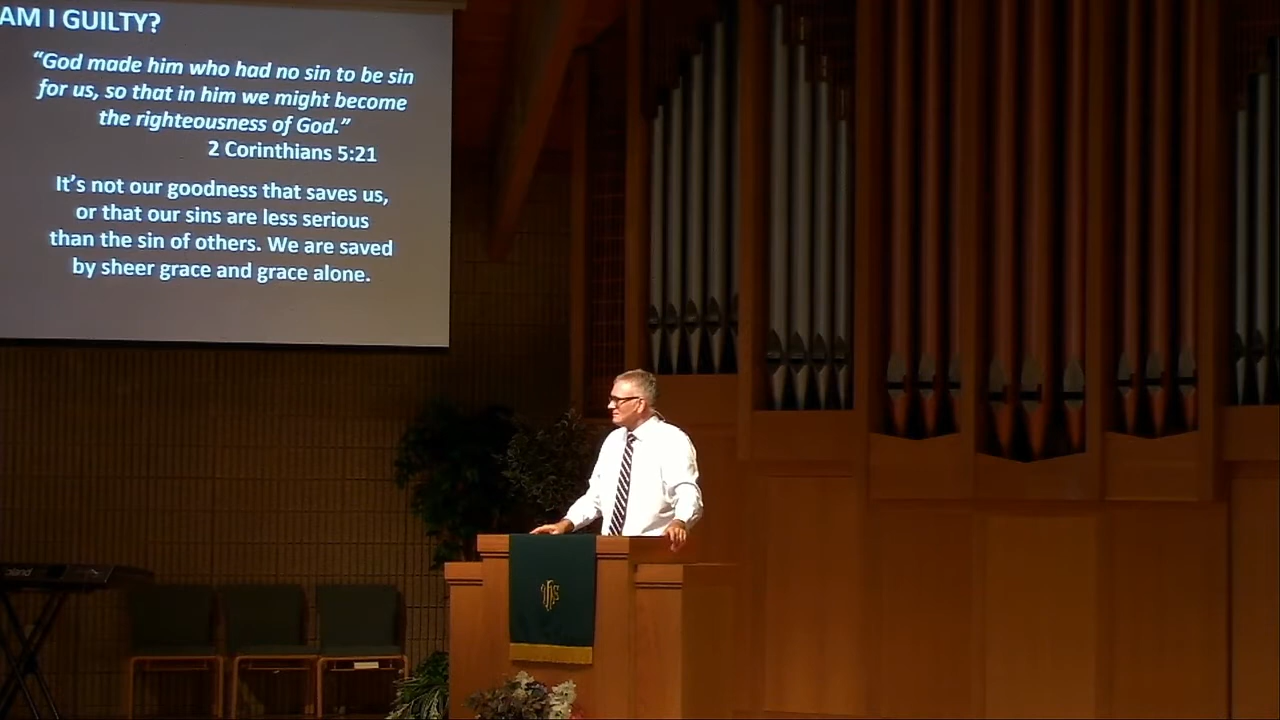 AM I GUILTY?
“God made him who had no sin to be sin
for us, so that in him we might become
the righteousness of God.”
2 Corinthians 5:21
It’s not our goodness that saves us,
or that our sins are less serious
than the sin of others. We are saved
by sheer grace and grace alone.
IHS